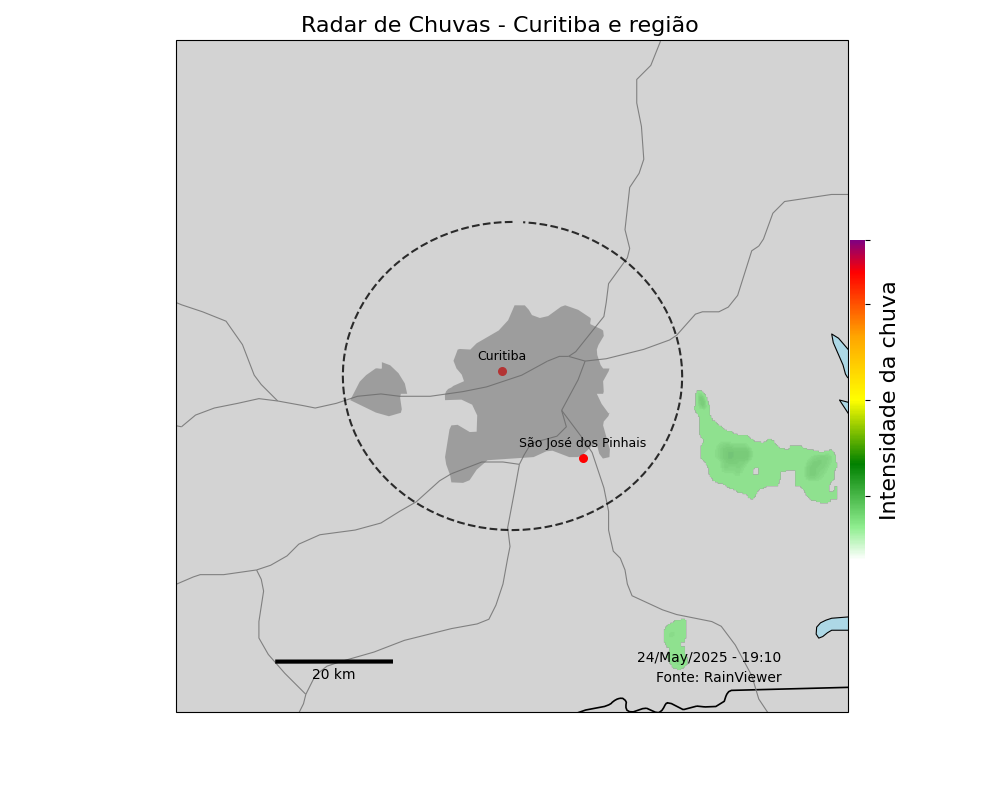 Radar de Chuvas - Curitiba e região
Curitiba
São José dos Pinhais
Intensidade da chuva
24/May/2025 - 19:10
20 km
Fonte: RainViewer